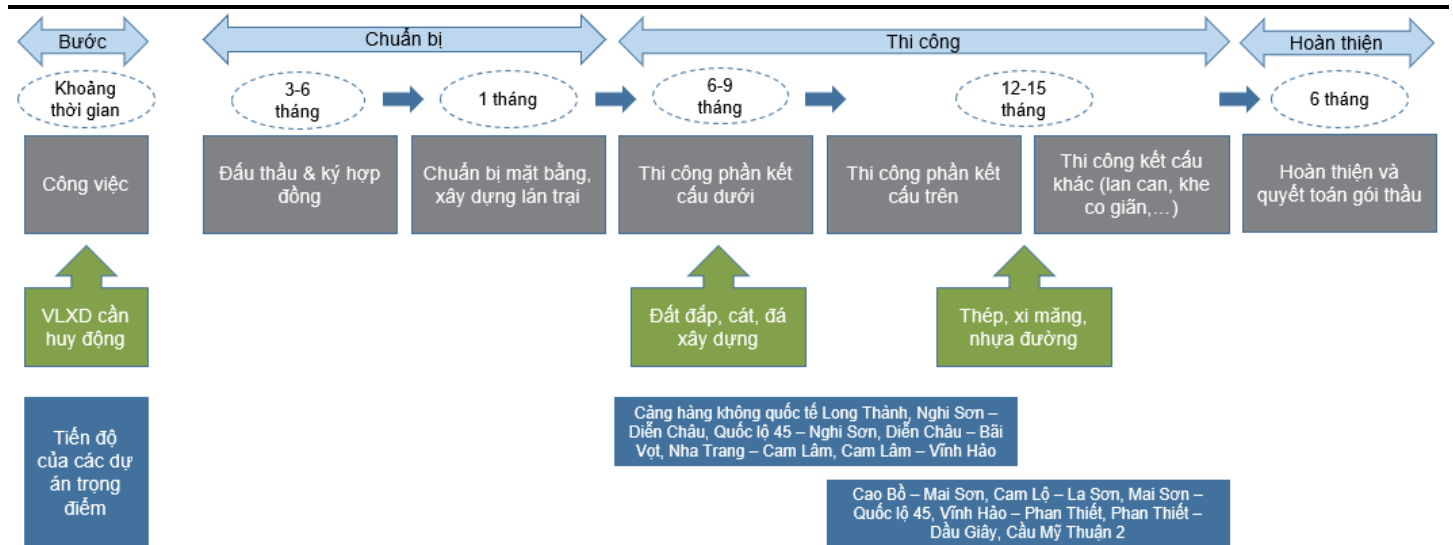 Bước
Chuẩn bị
Thi công
Hoàn thiện
Khoảng
thời gian
3-6
tháng
1 tháng
6-9
tháng
12-15
tháng
6 tháng
Công việc
Đấu thầu & ký hợp
đồng
Chuẩn bị mặt bằng,
xây dựng lán trại
Thi công phần kết
cấu dưới
Thi công phần kết
cấu trên
Thi công kết cấu
khác (lan can, khe
co giãn,…)
Hoàn thiện và
quyết toán gói thầu
VLXD cần
huy động
Đất đắp, cát, đá
xây dựng
Thép, xi măng,
nhựa đường
Tiến độ
của các dự
án trọng
điểm
Cảng hàng không quốc tế Long Thành, Nghi Sơn –
Diễn Châu, Quốc lộ 45 – Nghi Sơn, Diễn Châu – Bãi
Vọt, Nha Trang – Cam Lâm, Cam Lâm – Vĩnh Hảo
Cao Bồ – Mai Sơn, Cam Lộ – La Sơn, Mai Sơn –
Quốc lộ 45, Vĩnh Hảo – Phan Thiết, Phan Thiết –
Dầu Giây, Cầu Mỹ Thuận 2